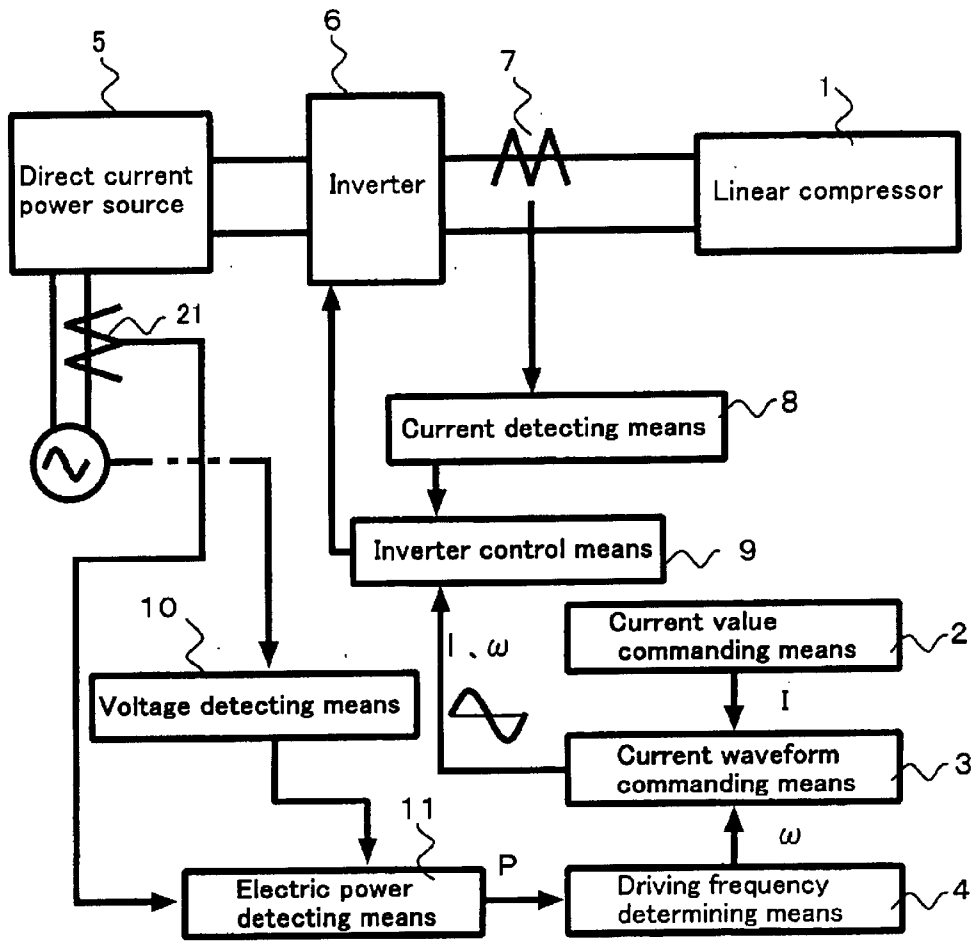 5
6
7
1
Direct current
power source
Inverter
Linear compressor
21
Current detecting means
8
Inverter control means
9
10
I、ω
Current value
commanding means
2
Voltage detecting means
I
Current waveform
commanding means
3
11
ω
P
Electric power
detecting means
Driving frequency
determining means
4